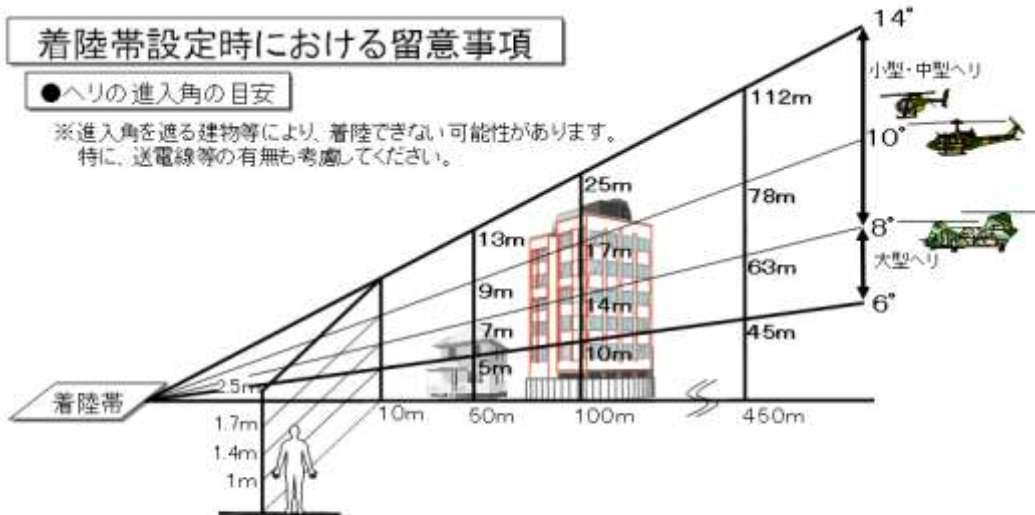 着陸帯設定時における留意事項
●ヘリの進入角の目安
※進入角を遮る建物等により、着陸できない可能性があります。
特に、送電線等の有無も考慮してください。
14°
小型・中型ヘリ
10°
8°
大型ヘリ
6°
112m
78m
63m
45m
25m
17m
14m
10m
13m
9m
7m
5m
2.5m
1.7m
1.4m
1m
着陸帯
10m
50m
100m
450m